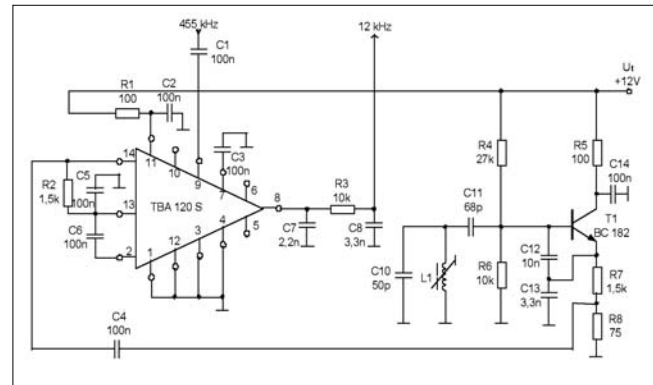 455 kHz
12 kHz
C1
100n
Ut
+12V
R1
100
C2
100n
R4
27k
R5
100
C14
100n
14
11
10
9
7
C3
100n
6
R2
1,5k
C5
100n
13
TBA 120 S
8
R3
10k
C11
68p
T1
BC 182
C6
100n
2
1
12
3
4
5
C7
2,2n
C8
3,3n
C10
50p
L1
R6
10k
C12
10n
C13
3,3n
R7
1,5k
R8
75
C4
100n